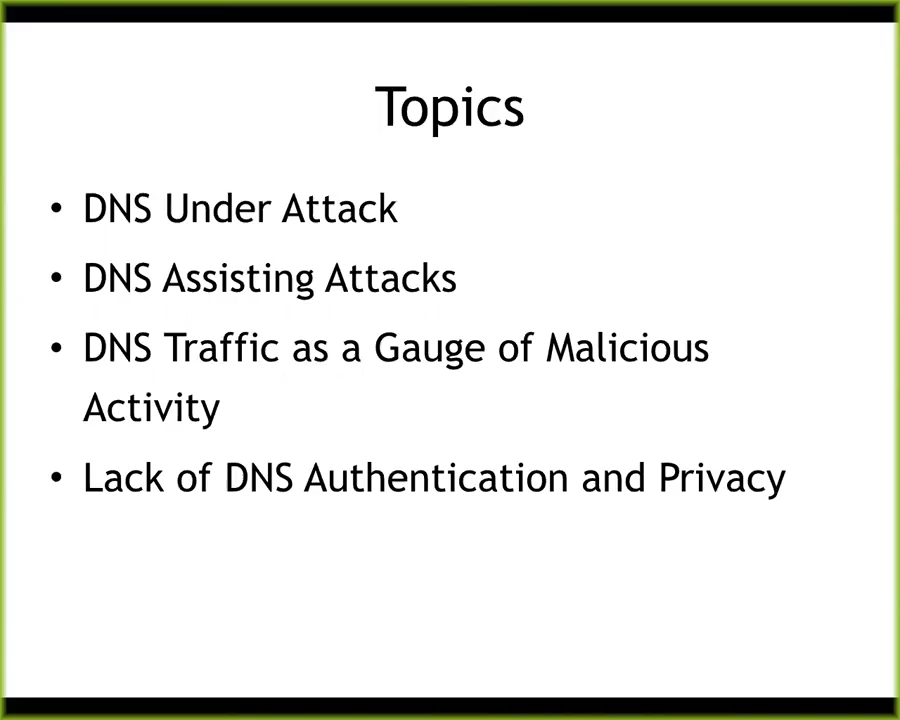 Topics
• DNS Under Attack
• DNS Assisting Attacks
• DNS Traffic as a Gauge of Malicious
Activity
• Lack of DNS Authentication and Privacy